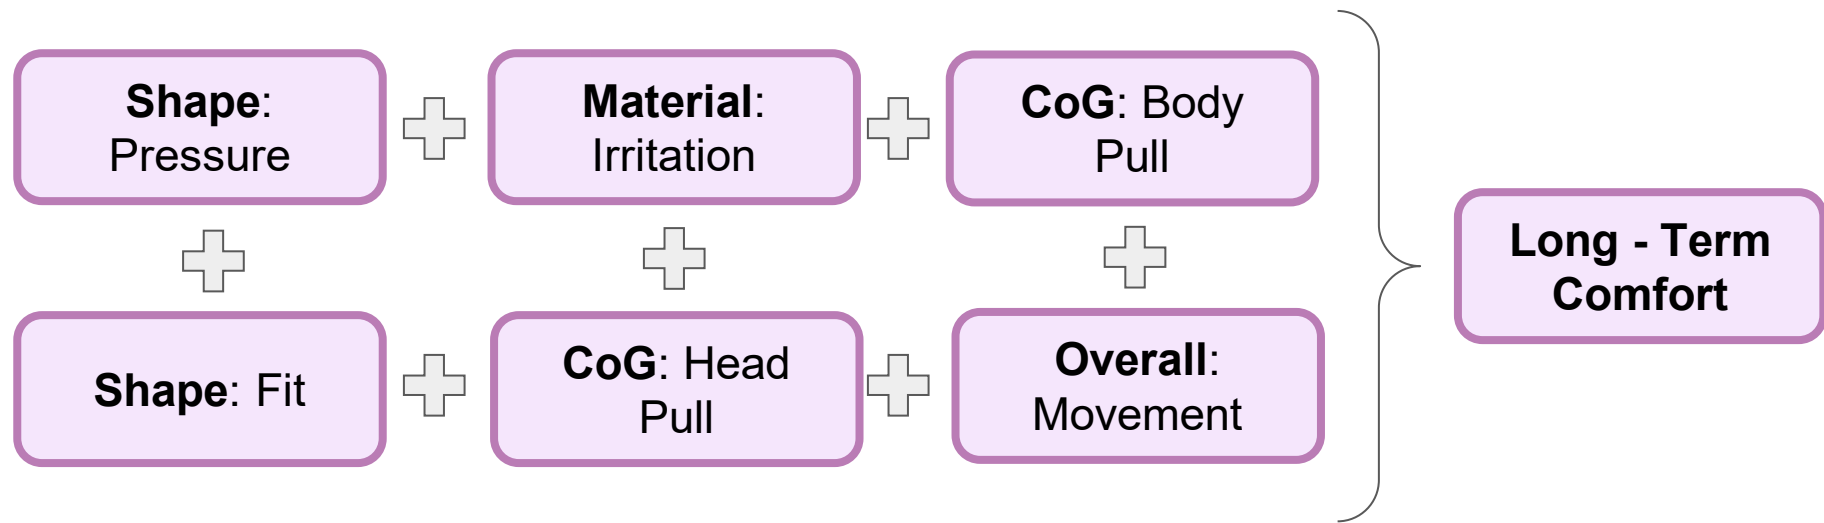 Shape:
Pressure
Material:
Irritation
CoG: Body
Pull
Shape: Fit
CoG: Head
Pull
Overall:
Movement
Long - Term
Comfort